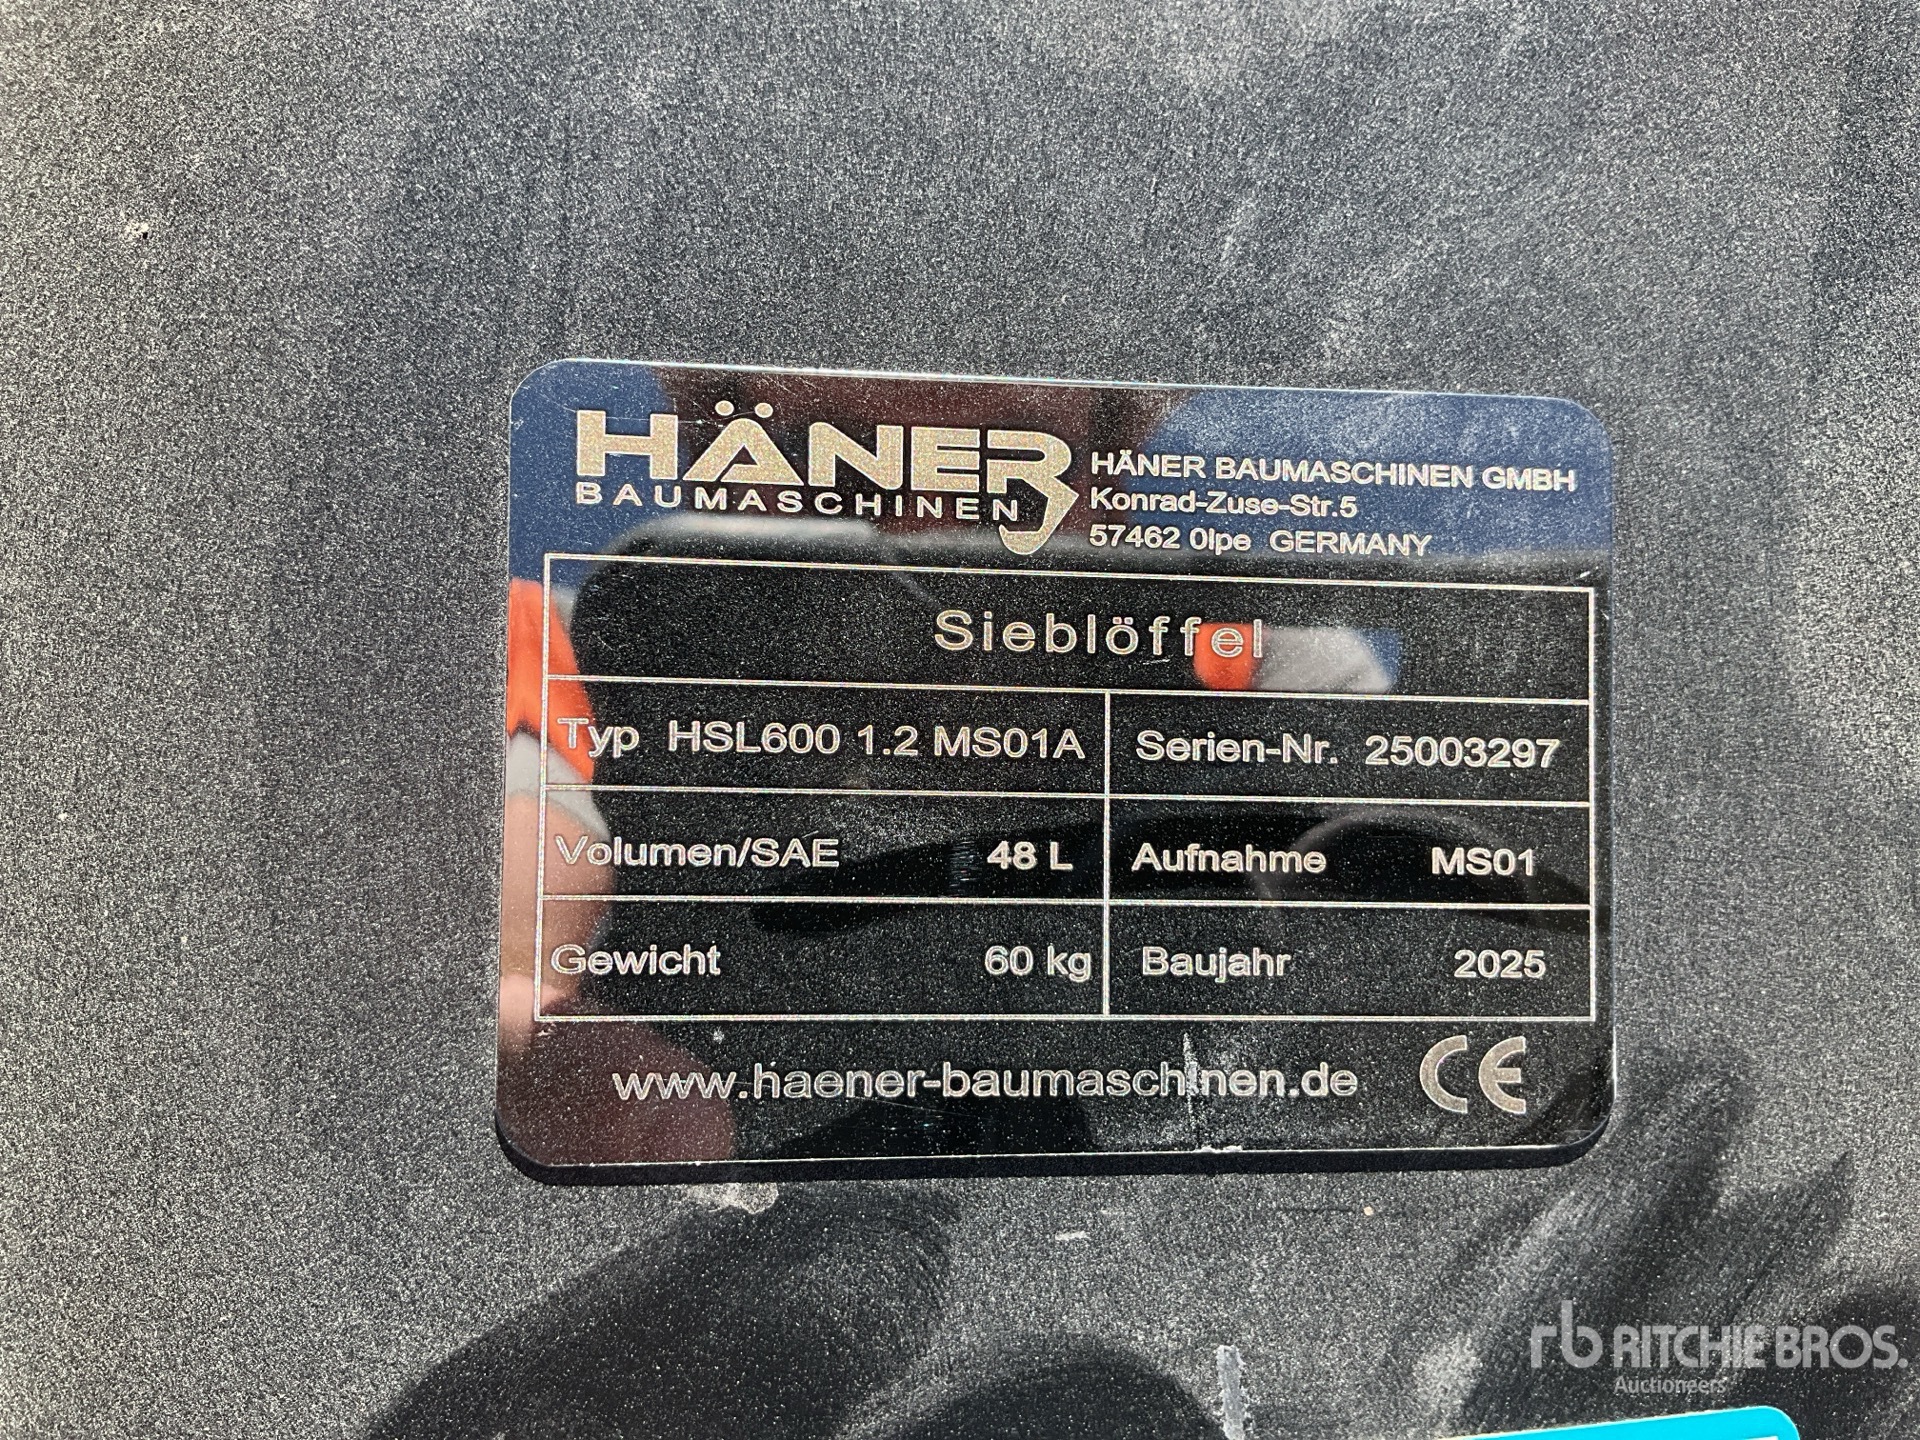 HÄNER
BAUMASCHINEN
HÄNER BAUMASCHINEN GMBH
Konrad-Zuse-Str.5
57462 Olpe GERMANY
Sieblöffel
Typ HSL600 1.2 MS01A
Serien-Nr. 25003297
Volumen/SAE 48 L
Aufnahme MS01
Gewicht 60 kg
Baujahr 2025
www.haener-baumaschinen.de
CE
rb RITCHIE BROS.
Auctioneers